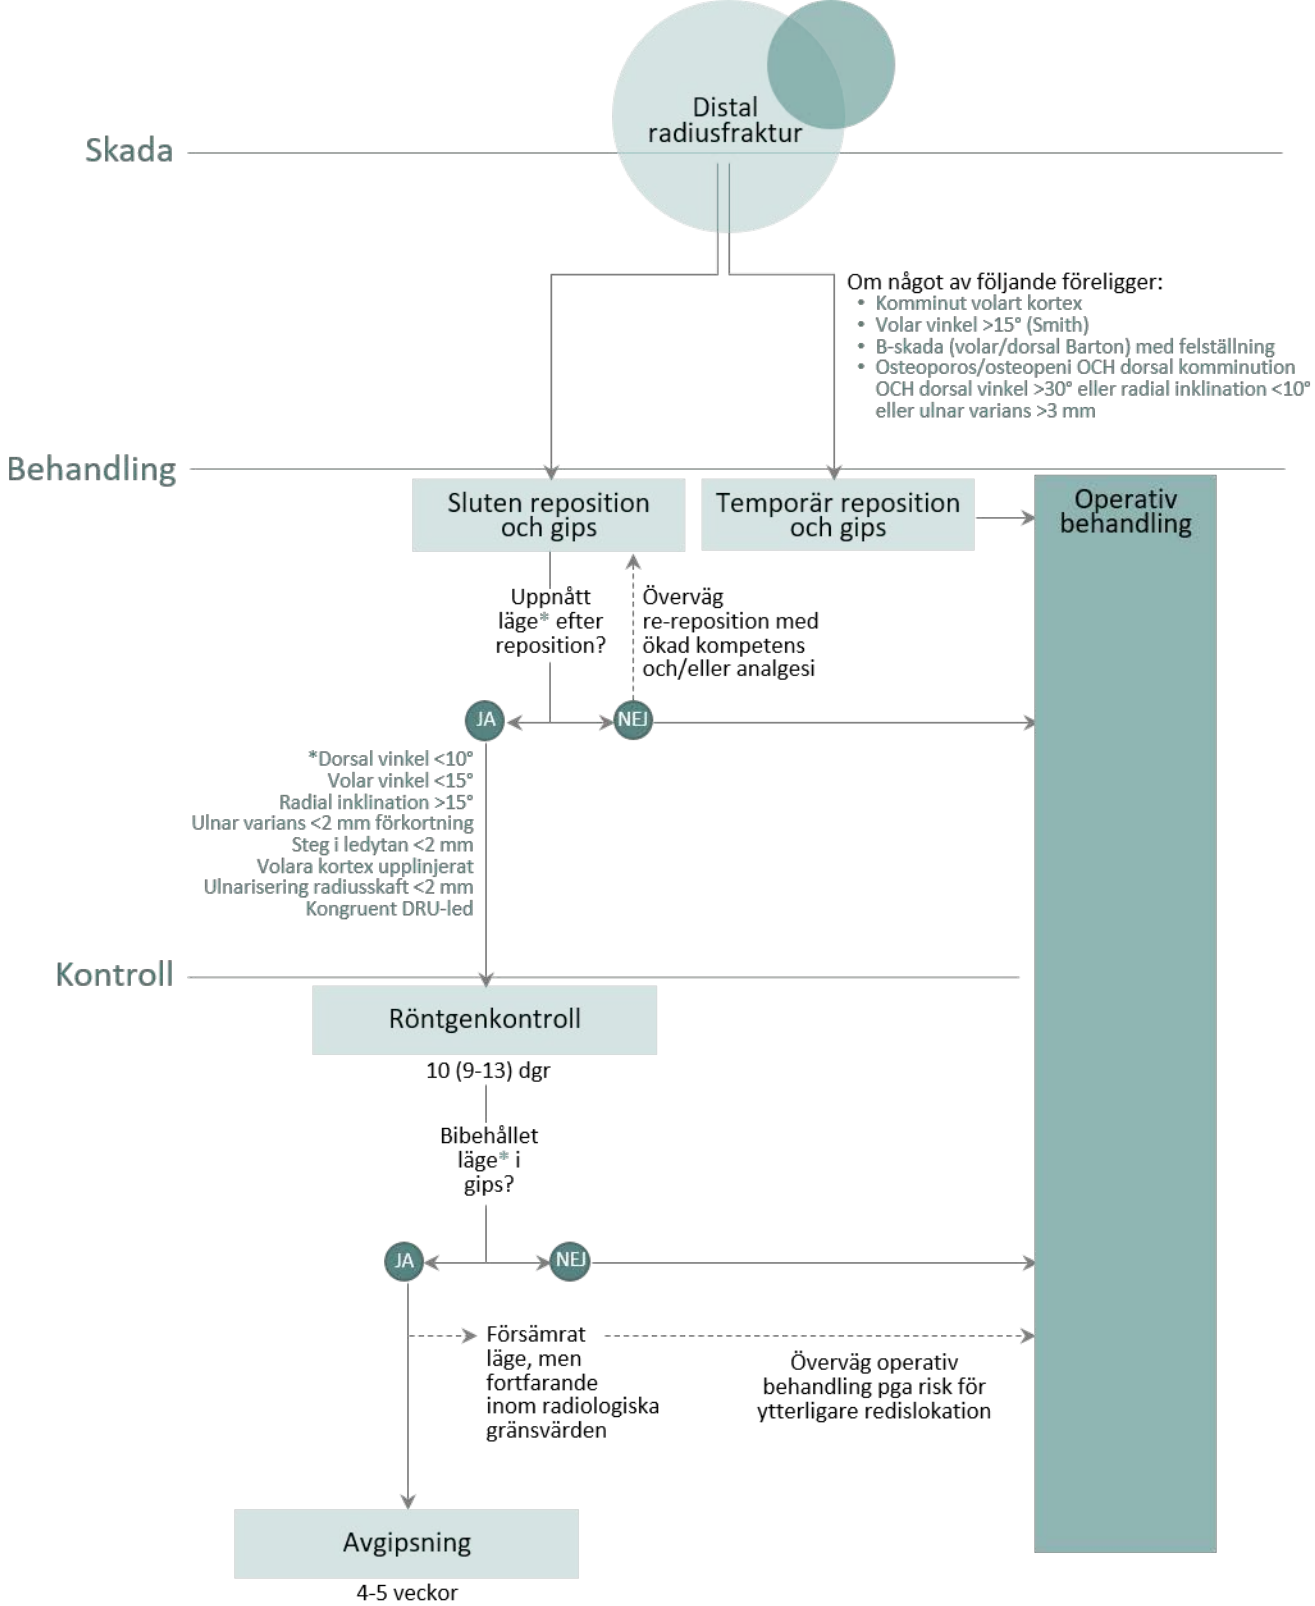 Distal
radiusfraktur
Skada
Om något av följande föreligger:
• Komminut volart kortex
• Volar vinkel >15° (Smith)
• B-skada (volar/dorsal Barton) med felställning
• Osteoporos/osteopeni OCH dorsal komminution
OCH dorsal vinkel >30° eller radial inklination <10°
eller ulnar varians >3 mm
Behandling
Sluten reposition
och gips
Temporär reposition
och gips
Operativ
behandling
Uppnått
läge* efter
reposition?
Överväg
re-reposition med
ökad kompetens
och/eller analgesi
JA
NEJ
*Dorsal vinkel <10°
Volar vinkel <15°
Radial inklination >15°
Ulnar varians <2 mm förkortning
Steg i ledytan <2 mm
Volara kortex upplinjerat
Ulnarisering radiusskaft <2 mm
Kongruent DRU-led
Kontroll
Röntgenkontroll
10 (9-13) dgr
Bibehållet
läge* i
gips?
JA
NEJ
Försämrat
läge, men
fortfarande
inom radiologiska
gränsvärden
Överväg operativ
behandling pga risk för
ytterligare redislokation
Avgipsning
4-5 veckor